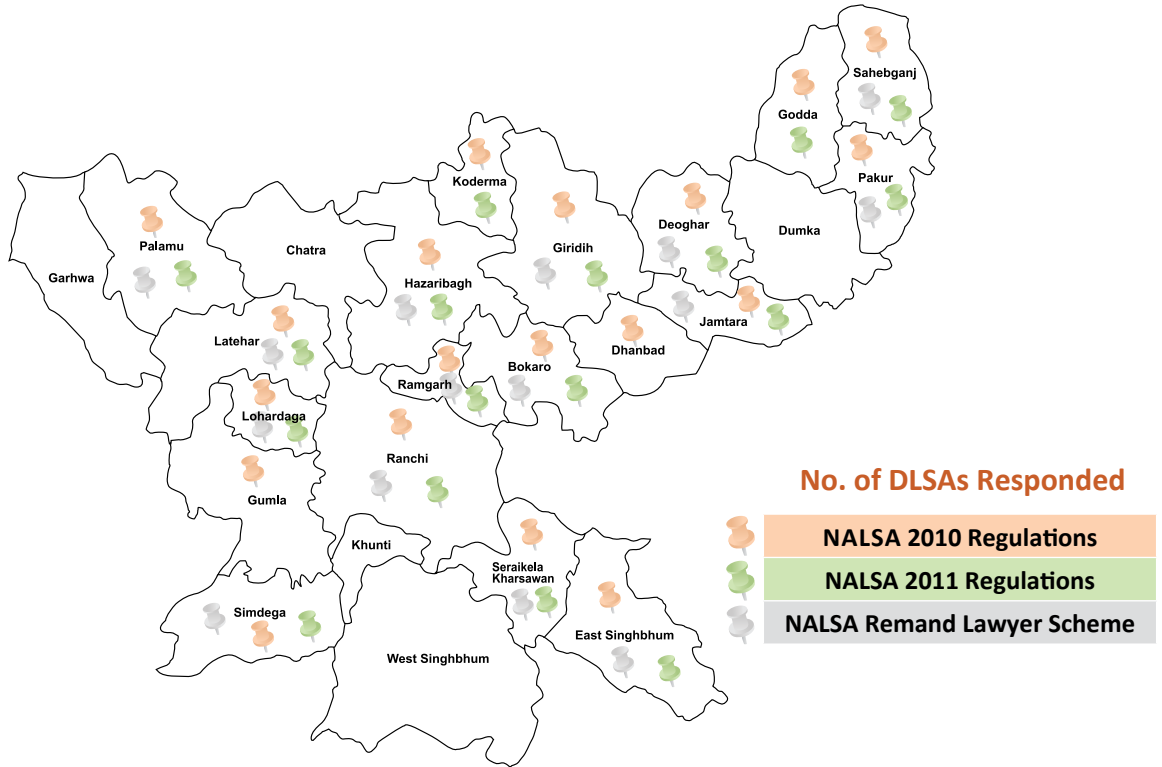 Sahebganj
Godda
Pakur
Koderma
Deoghar
Dumka
Palamu
Chatra
Giridih
Garhwa
Hazaribagh
Jamtara
Latehar
Dhanbad
Bokaro
Ramgarh
Lohardaga
Ranchi
Gumla
No. of DLSAs Responded
NALSA 2010 Regulations
NALSA 2011 Regulations
NALSA Remand Lawyer Scheme
Khunti
Seraikela
Kharsawan
Simdega
East Singhbhum
West Singhbhum